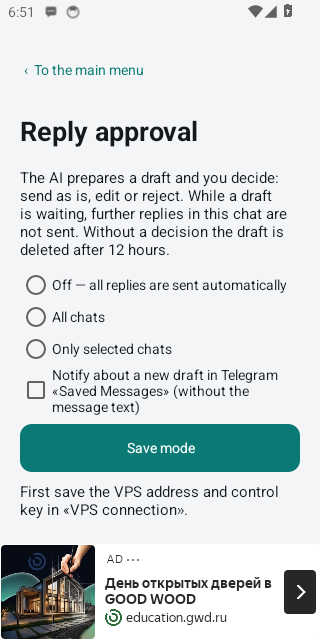 6:51
‹ To the main menu
Reply approval
The AI prepares a draft and you decide:
send as is, edit or reject. While a draft
is waiting, further replies in this chat are
not sent. Without a decision the draft is
deleted after 12 hours.
Off — all replies are sent automatically
All chats
Only selected chats
Notify about a new draft in Telegram
«Saved Messages» (without the
message text)
Save mode
First save the VPS address and control
key in «VPS connection».
AD
День открытых дверей в
GOOD WOOD
education.gwd.ru